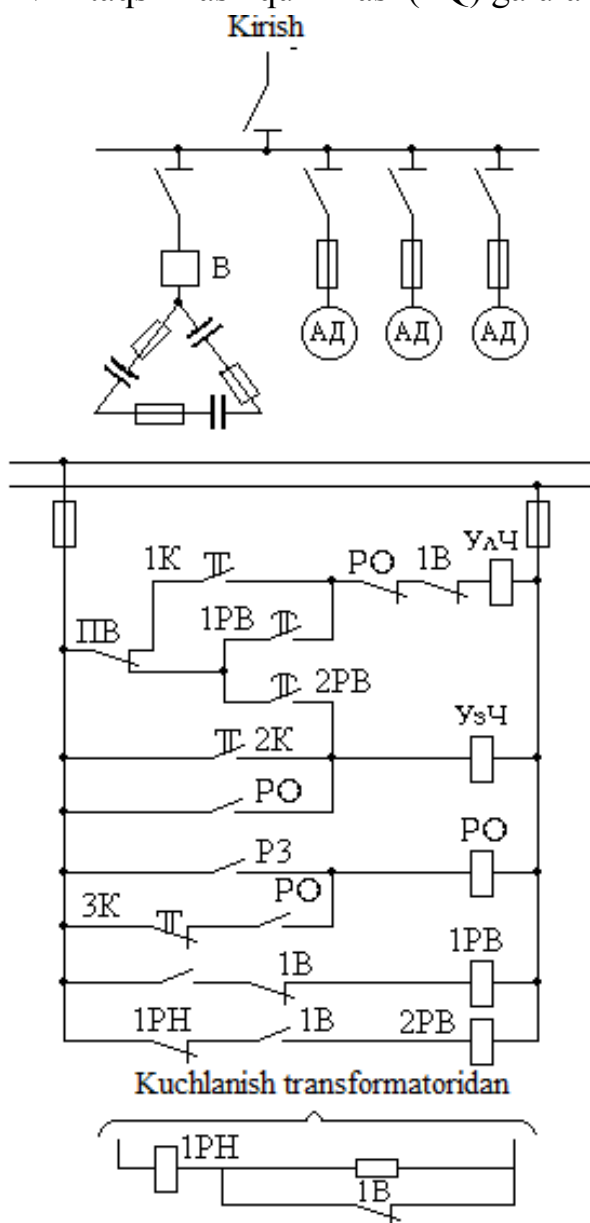 Kirish
В
АД АД АД
1К РО 1В УлЧ
1РВ
ПВ
2РВ
2К УзЧ
РО
РО
РЗ
3К РО
1РВ
1В
1РН 1В 2РВ
Kuchlanish transformatoridan
1РН
1В